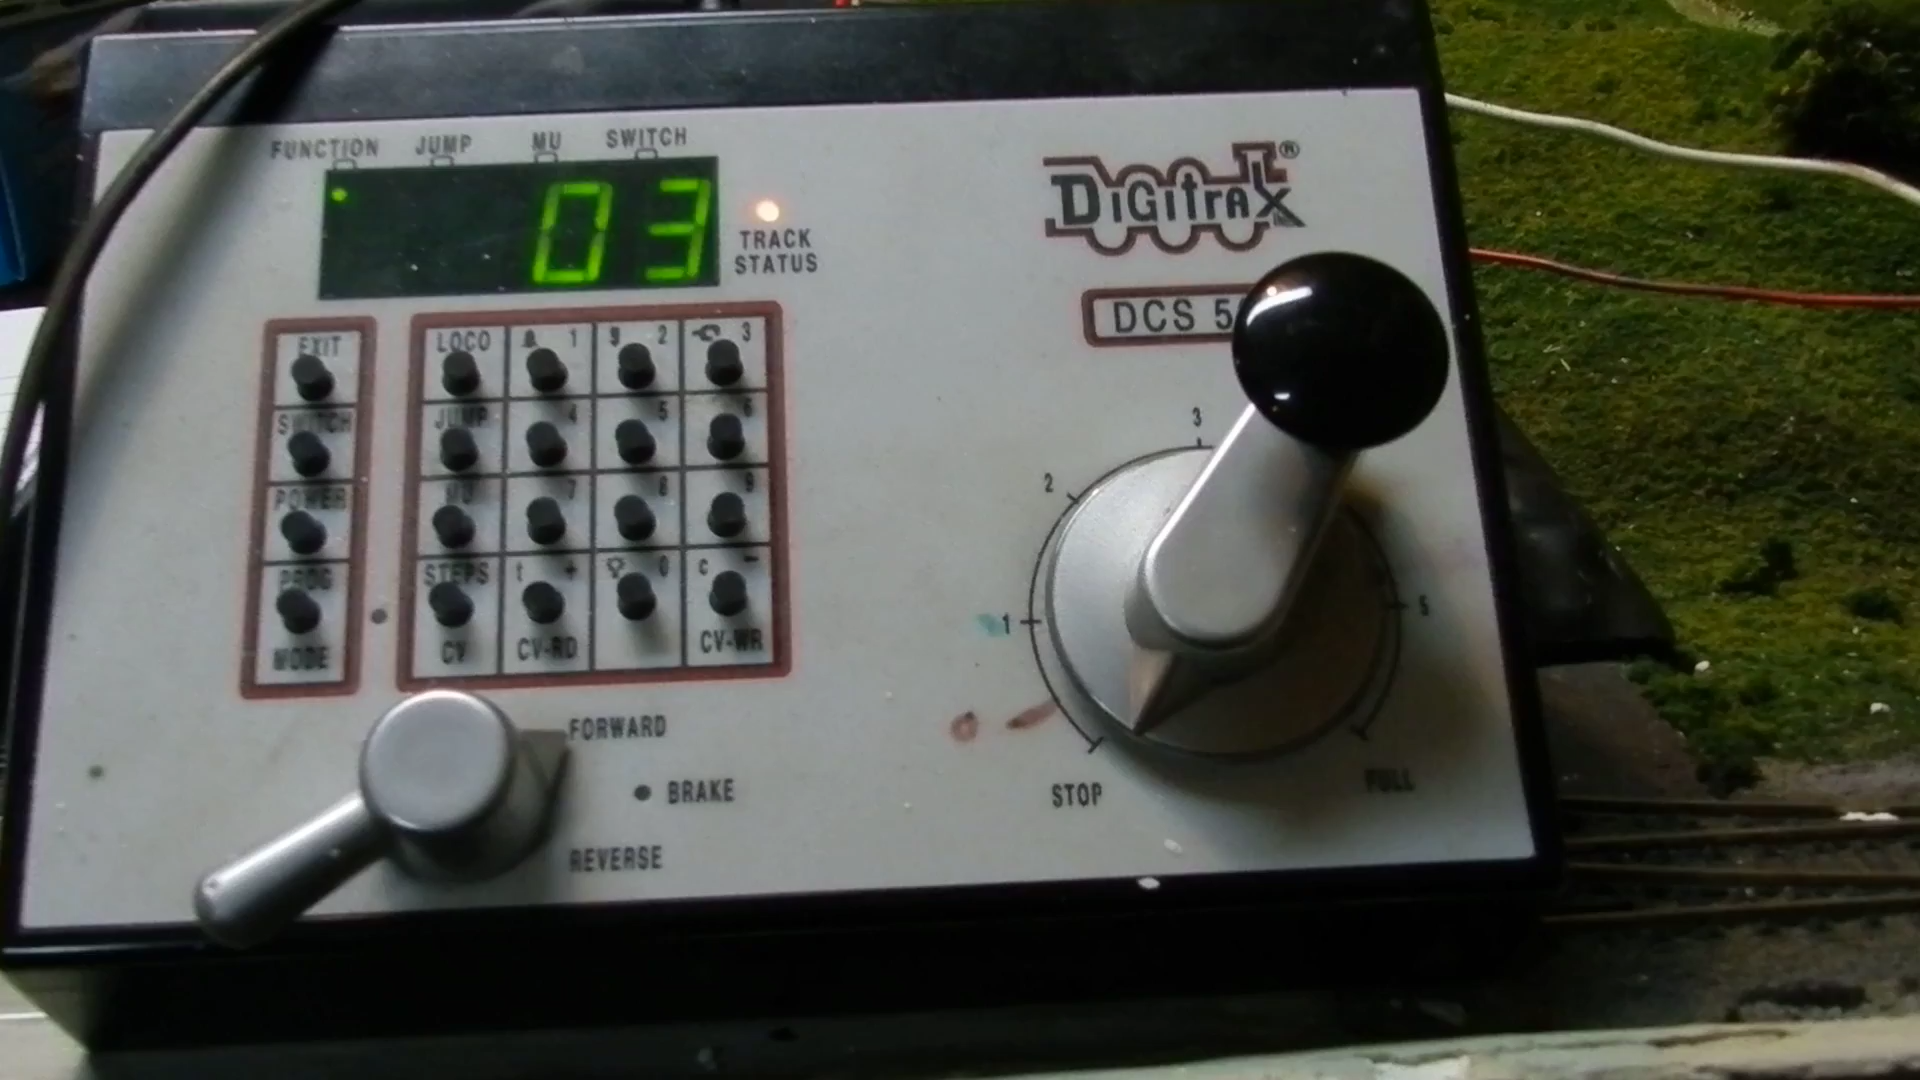 FUNCTION JUMP MU SWITCH
03
TRACK
STATUS
DiGitraX®
DCS 5
EXIT
SWITCH
POWER
PROG
MODE
LOCO 1 2 3
JUMP 4 5 6
MU 7 8 9
STEPS t + 0 c -
CV CV-RD CV-WR
1 2 3 5
STOP
FULL
FORWARD
BRAKE
REVERSE